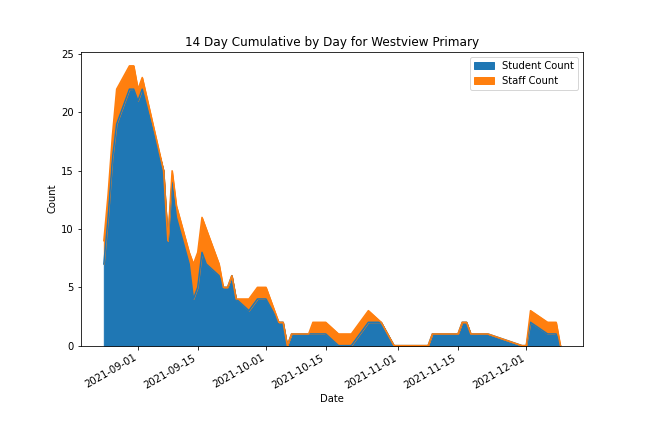 14 Day Cumulative by Day for Westview Primary
25
20
15
10
5
0
Count
Student Count
Staff Count
2021-09-01
2021-09-15
2021-10-01
2021-10-15
2021-11-01
2021-11-15
2021-12-01
Date